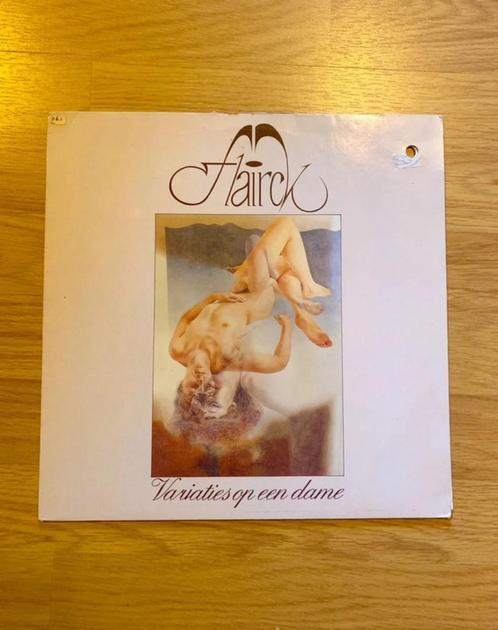 Flairck
Variaties op een dame